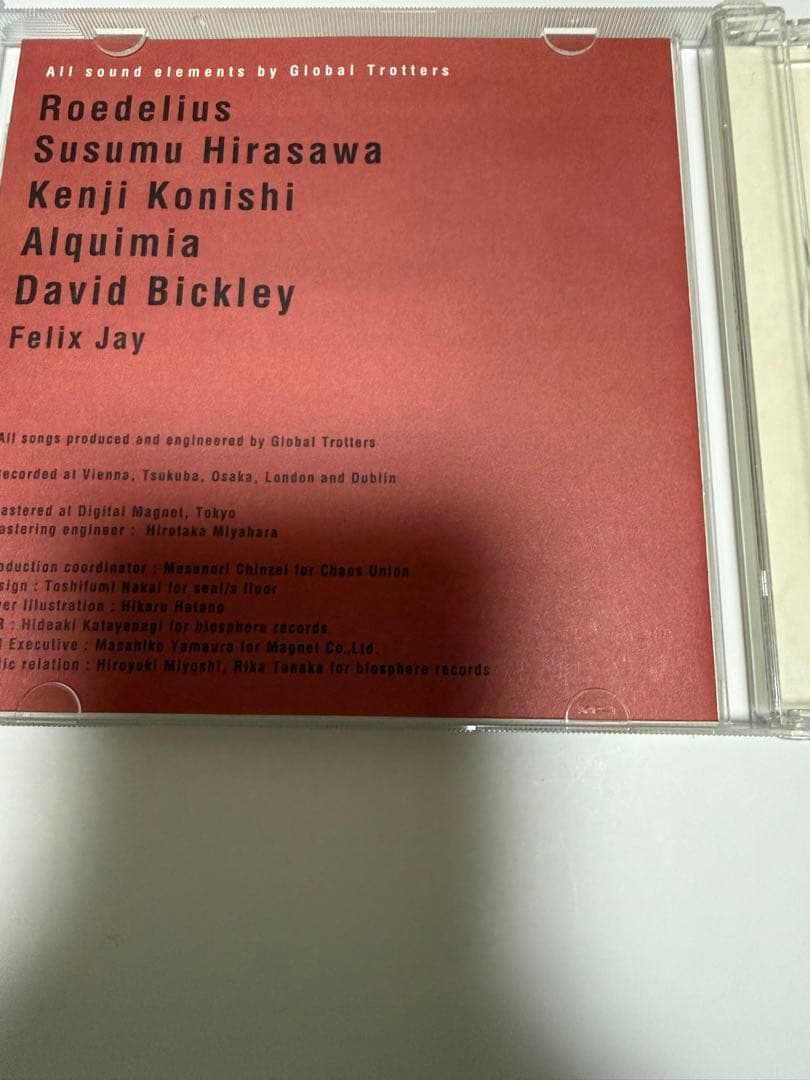 All sound elements by Global Trotters
Roedelius
Susumu Hirasawa
Kenji Konishi
Alquimia
David Bickley
Felix Jay
All songs produced and engineered by Global Trotters
ecorded at Vienna, Tsukuba, Osaka, London and Dublin
astered at Digital Magnet, Tokyo
astering engineer : Hirotaka Miyahara
oduction coordinator : Masanori Chinzei for Chaos Union
sign : Toshifumi Nakai for seal/s fluor
er Illustration : Hikaru Hatano
R : Hideaki Katayanagi for biosphere records
Executive : Masahiko Yamaura for Magnet Co.,Ltd.
lic relation : Hiroyuki Miyoshi, Rika Tanaka for biosphere records